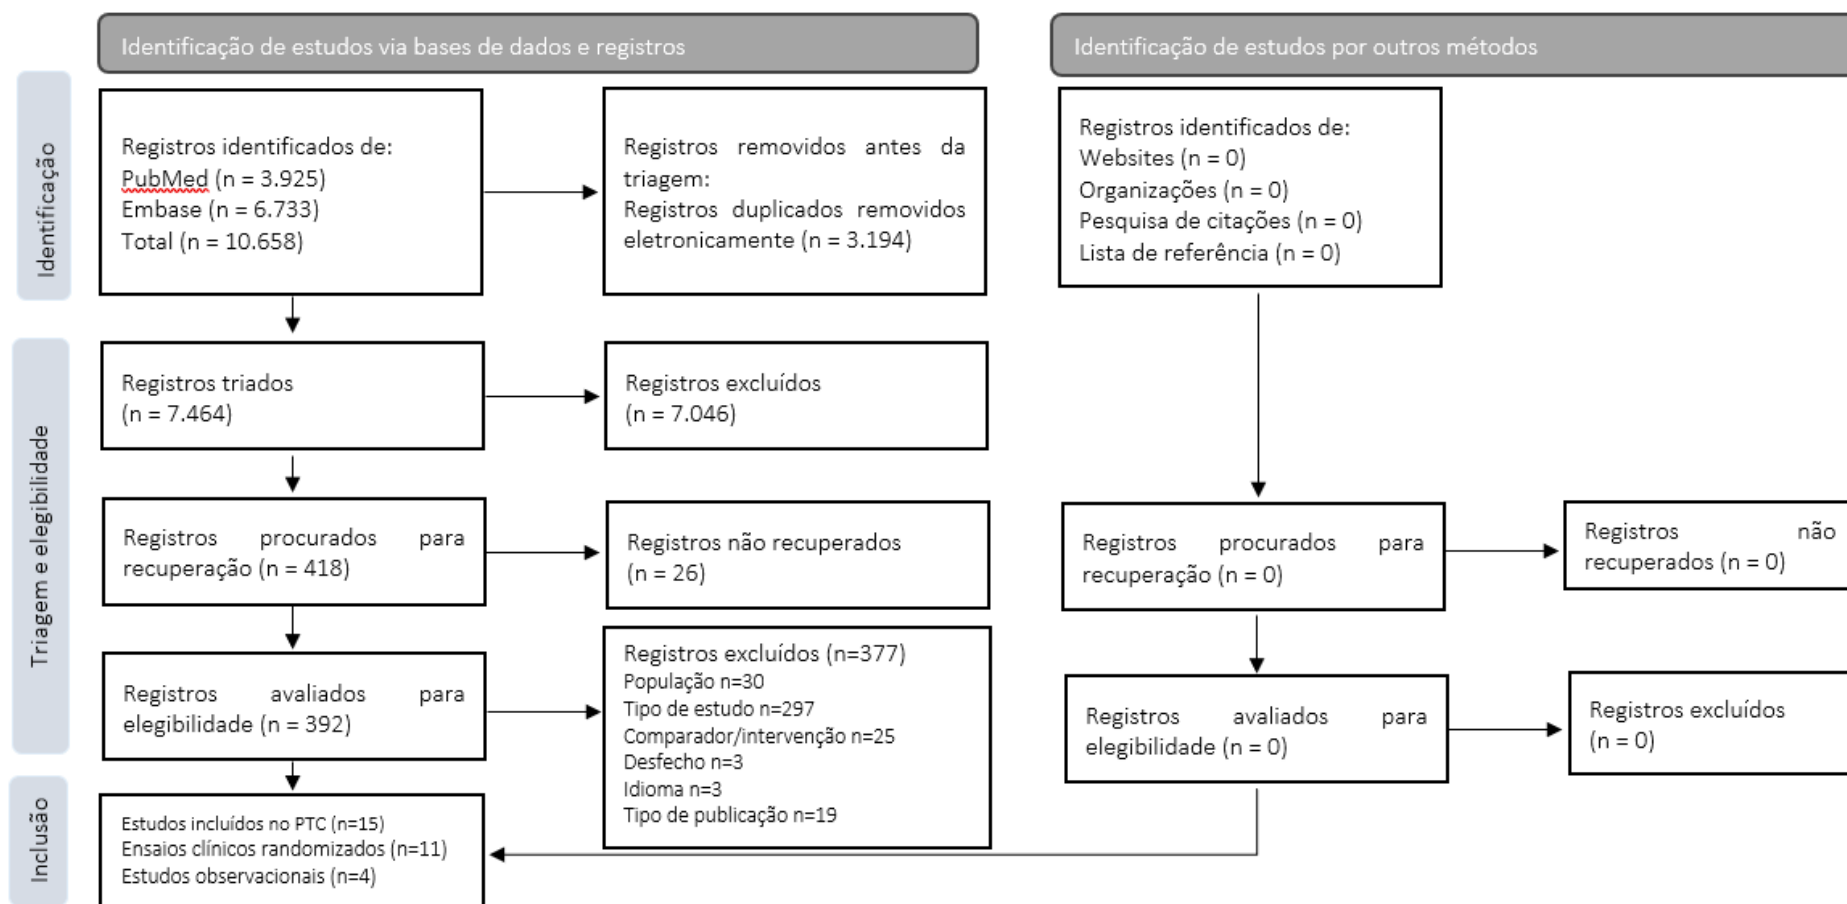 Identificação de estudos via bases de dados e registros
Identificação de estudos por outros métodos
Identificação
Registros identificados de:
PubMed (n = 3.925)
Embase (n = 6.733)
Total (n = 10.658)
Registros removidos antes da
triagem:
Registros duplicados removidos
eletronicamente (n = 3.194)
Registros identificados de:
Websites (n = 0)
Organizações (n = 0)
Pesquisa de citações (n = 0)
Lista de referência (n = 0)
Triagem e elegibilidade
Registros triados
(n = 7.464)
Registros excluídos
(n = 7.046)
Registros procurados para
recuperação (n = 418)
Registros não recuperados
(n = 26)
Registros procurados para
recuperação (n = 0)
Registros não
recuperados (n = 0)
Registros avaliados para
elegibilidade (n = 392)
Registros excluídos (n=377)
População n=30
Tipo de estudo n=297
Comparador/intervenção n=25
Desfecho n=3
Idioma n=3
Tipo de publicação n=19
Registros avaliados para
elegibilidade (n = 0)
Registros excluídos
(n = 0)
Inclusão
Estudos incluídos no PTC (n=15)
Ensaios clínicos randomizados (n=11)
Estudos observacionais (n=4)